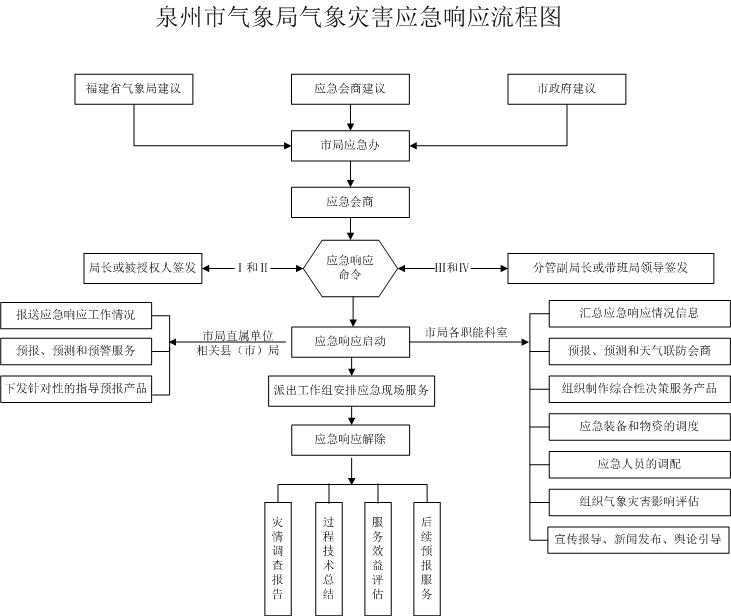 泉州市气象局气象灾害应急响应流程图
福建省气象局建议
应急会商建议
市政府建议
市局应急办
应急会商
局长或被授权人签发
I 和 II
应急响应
命令
III和IV
分管副局长或带班局领导签发
报送应急响应工作情况
预报、预测和预警服务
下发针对性的指导预报产品
市局直属单位
相关县（市）局
应急响应启动
市局各职能科室
汇总应急响应情况信息
预报、预测和天气联防会商
组织制作综合性决策服务产品
应急装备和物资的调度
应急人员的调配
组织气象灾害影响评估
宣传报导、新闻发布、舆论引导
派出工作组安排应急现场服务
应急响应解除
灾情调查报告
过程技术总结
服务效益评估
后续预报服务